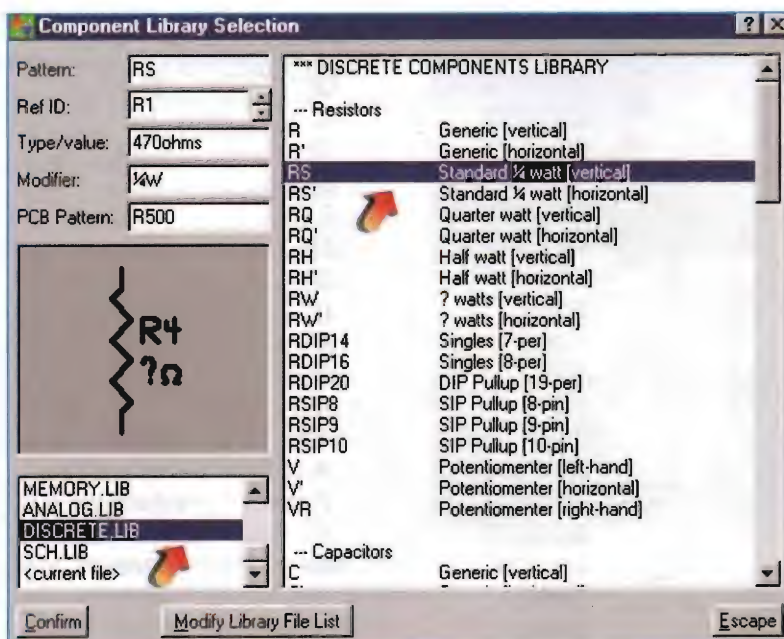 Component Library Selection
Pattern: RS
Ref ID: R1
Type/value: 470ohms
Modifier: ¼W
PCB Pattern: R500
R4
?Ω
MEMORY.LIB
ANALOG.LIB
DISCRETE.LIB
SCH.LIB
<current file>
*** DISCRETE COMPONENTS LIBRARY
--- Resistors
R Generic [vertical]
R' Generic [horizontal]
RS Standard ¼ watt [vertical]
RS' Standard ¼ watt [horizontal]
RQ Quarter watt [vertical]
RQ' Quarter watt [horizontal]
RH Half watt [vertical]
RH' Half watt [horizontal]
RW ? watts [vertical]
RW' ? watts [horizontal]
RDIP14 Singles [7-per]
RDIP16 Singles [8-per]
RDIP20 DIP Pullup [19-per]
RSIP8 SIP Pullup [8-pin]
RSIP9 SIP Pullup [9-pin]
RSIP10 SIP Pullup [10-pin]
V Potentiomenter [left-hand]
V' Potentiomenter [horizontal]
VR Potentiomenter [right-hand]
--- Capacitors
C Generic [vertical]
Confirm
Modify Library File List
Escape